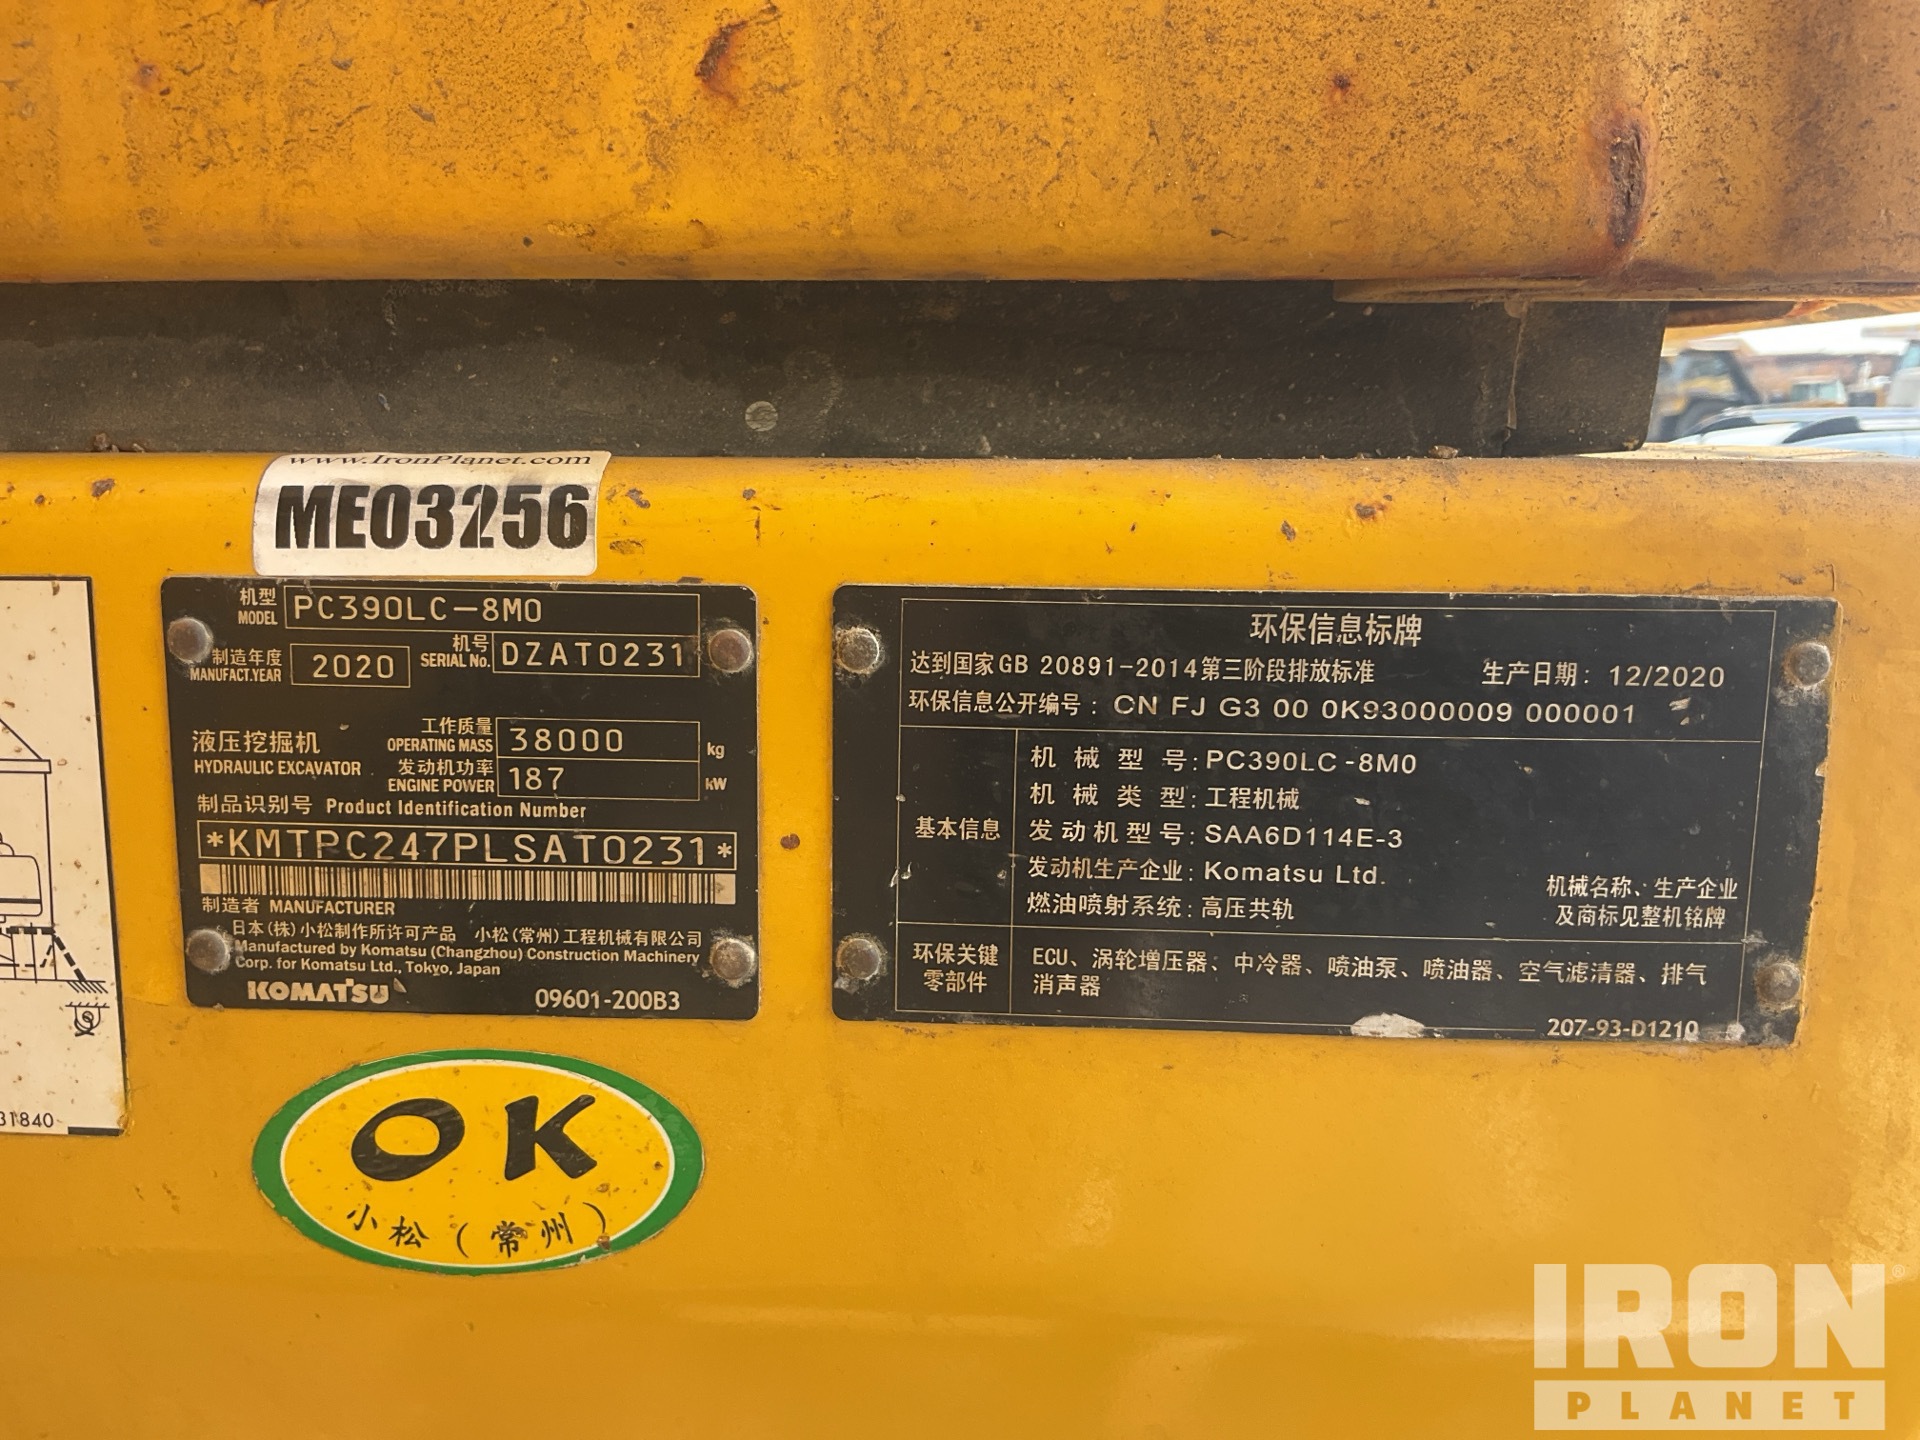 www.IronPlanet.com
ME03256
机型
MODEL
PC390LC-8M0
制造年度
MANUFACT.YEAR
2020
机号
SERIAL No.
DZAT0231
液压挖掘机
HYDRAULIC EXCAVATOR
工作质量
OPERATING MASS
38000
kg
发动机功率
ENGINE POWER
187
kW
制品识别号 Product Identification Number
*KMTPC247PLSAT0231*
制造者 MANUFACTURER
日本(株)小松制作所许可产品 小松(常州)工程机械有限公司
Manufactured by Komatsu (Changzhou) Construction Machinery
Corp. for Komatsu Ltd., Tokyo, Japan
KOMATSU
09601-200B3
环保信息标牌
达到国家GB 20891-2014第三阶段排放标准 生产日期: 12/2020
环保信息公开编号: CN FJ G3 00 0K93000009 000001
基本信息
机械型号:PC390LC-8M0
机械类型:工程机械
发动机型号:SAA6D114E-3
发动机生产企业:Komatsu Ltd.
燃油喷射系统:高压共轨
机械名称、生产企业
及商标见整机铭牌
环保关键
零部件
ECU、涡轮增压器、中冷器、喷油泵、喷油器、空气滤清器、排气
消声器
207-93-D1210
31840
OK
小松(常州)
IRON®
PLANET